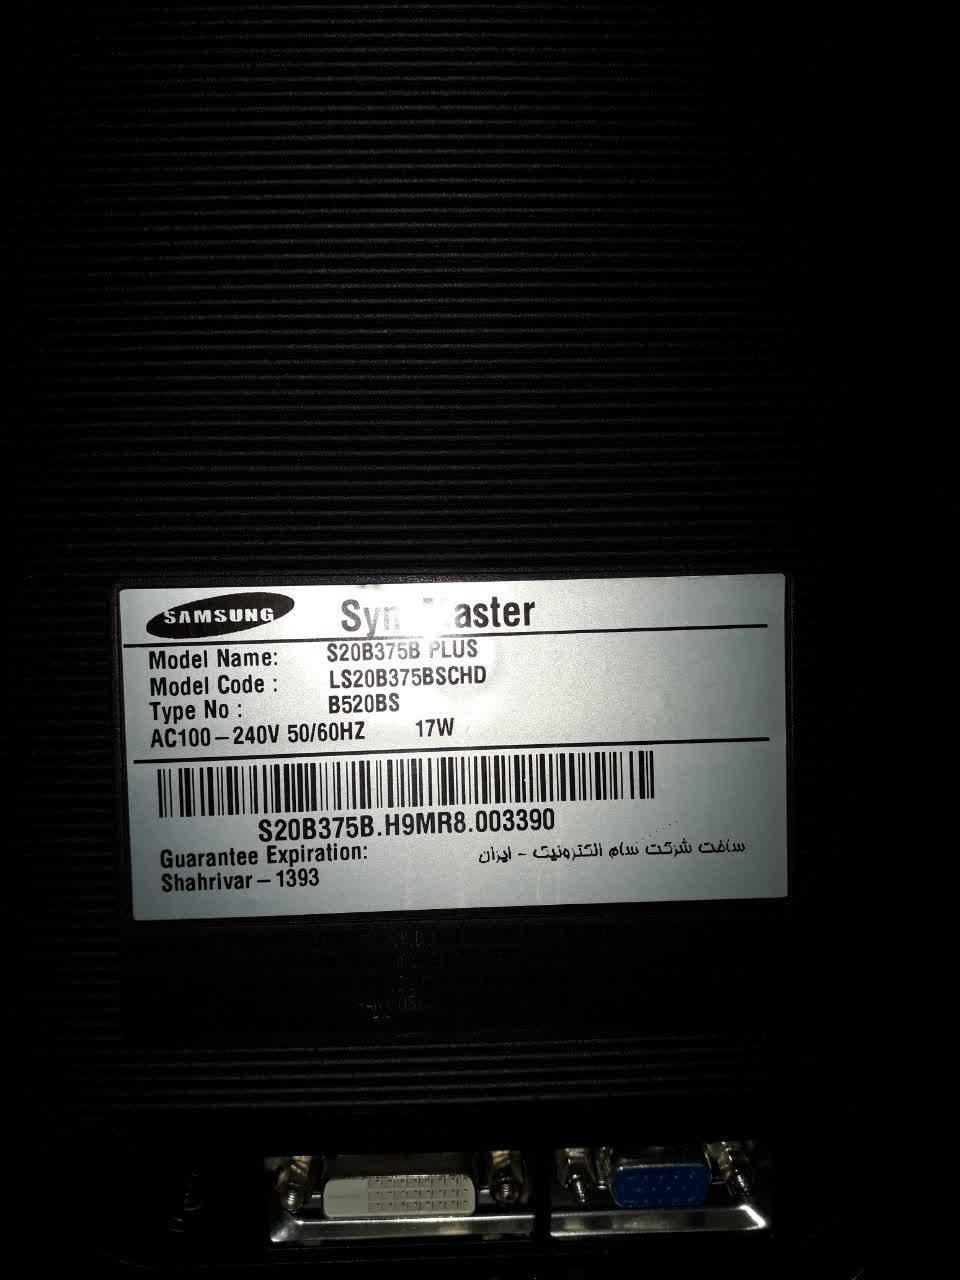 SAMSUNG
Model Name: S20B375B PLUS
Model Code : LS20B375BSCHD
Type No : B520BS
AC100-240V 50/60HZ 17W
S20B375B.H9MR8.003390
Guarantee Expiration:
ساخت شرکت سام الکترونیک - ایران
Shahrivar-1393